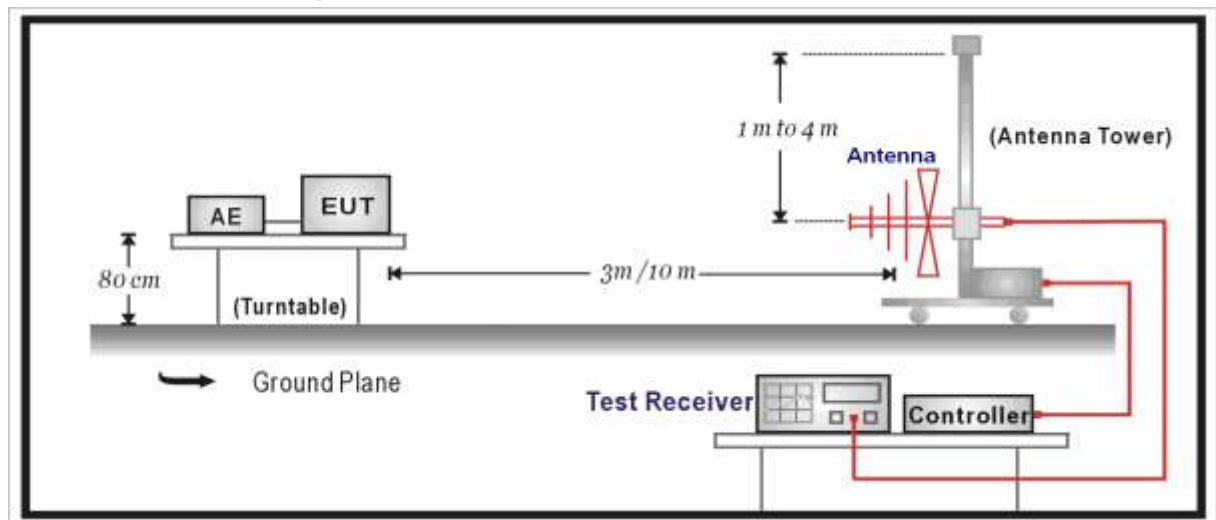 1 m to 4 m
(Antenna Tower)
Antenna
AE
EUT
80 cm
3m /10 m
(Turntable)
Ground Plane
Test Receiver
Controller